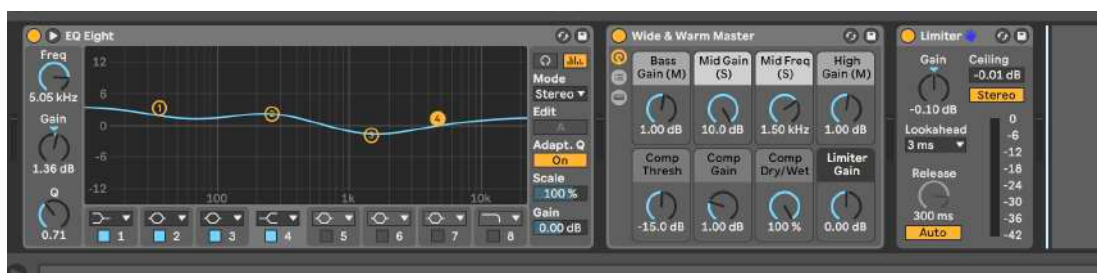 EQ Eight
Freq
5.05 kHz
Gain
1.36 dB
Q
0.71
12
6
0
-6
-12
100
1k
10k
1
2
3
4
1
2
3
4
5
6
7
8
Mode
Stereo
Edit
A
Adapt. Q
On
Scale
100 %
Gain
0.00 dB
Wide & Warm Master
Bass
Gain (M)
1.00 dB
Mid Gain
(S)
10.0 dB
Mid Freq
(S)
1.50 kHz
High
Gain (M)
1.00 dB
Comp
Thresh
-15.0 dB
Comp
Gain
1.00 dB
Comp
Dry/Wet
100 %
Limiter
Gain
0.00 dB
Limiter
Gain
-0.10 dB
Lookahead
3 ms
Release
300 ms
Auto
Ceiling
-0.01 dB
Stereo
0
-6
-12
-18
-24
-30
-36
-42